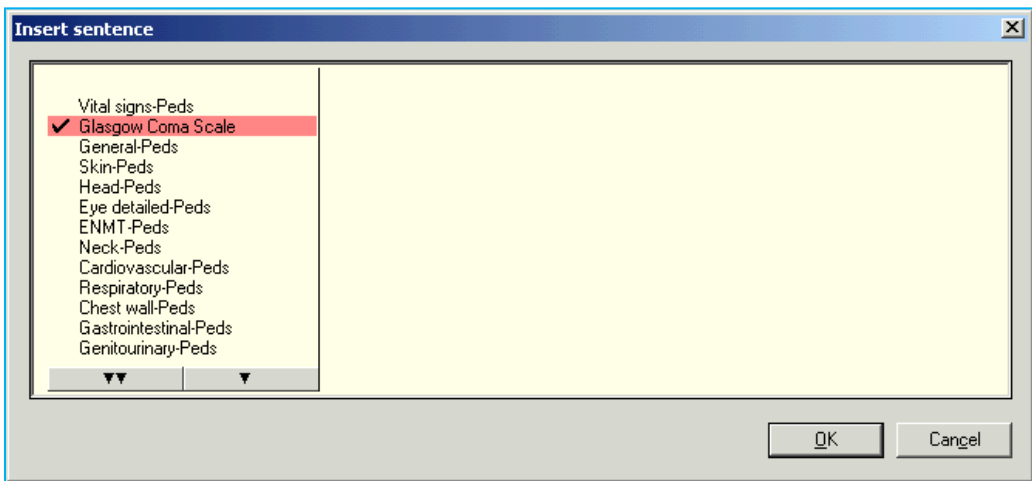 Insert sentence
Vital signs-Peds
Glasgow Coma Scale
General-Peds
Skin-Peds
Head-Peds
Eye detailed-Peds
ENMT-Peds
Neck-Peds
Cardiovascular-Peds
Respiratory-Peds
Chest wall-Peds
Gastrointestinal-Peds
Genitourinary-Peds
OK Cancel